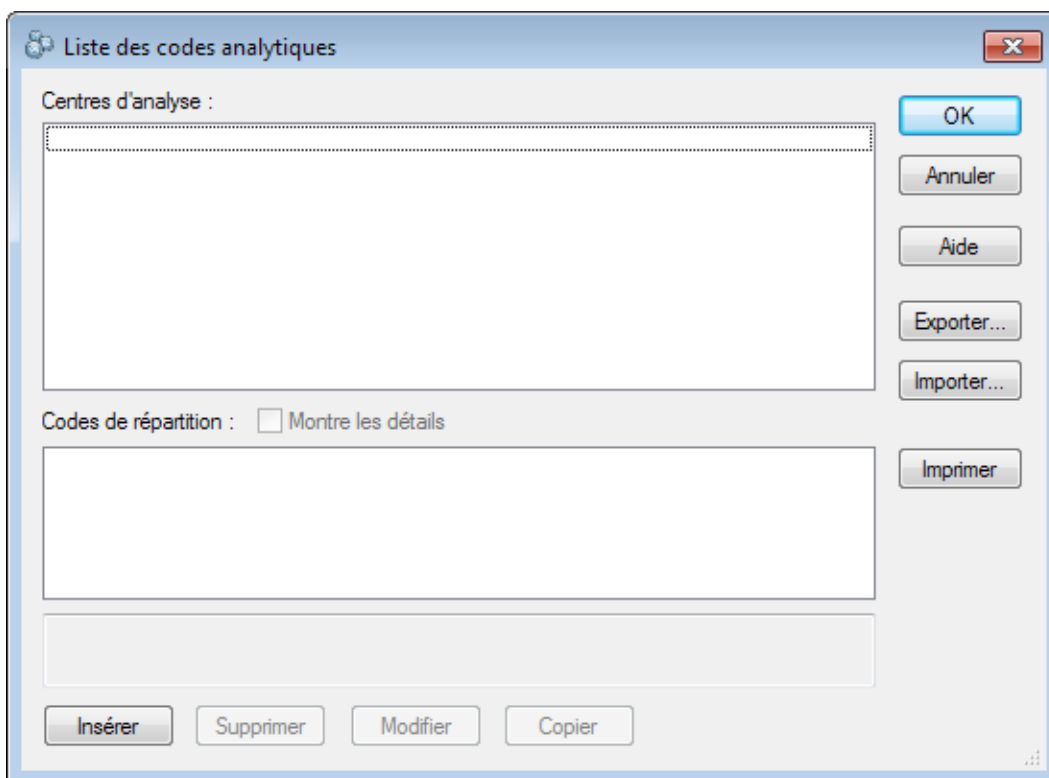 Liste des codes analytiques
Centres d'analyse :
OK
Annuler
Aide
Exporter...
Importer...
Codes de répartition : Montre les détails
Imprimer
Insérer Supprimer Modifier Copier